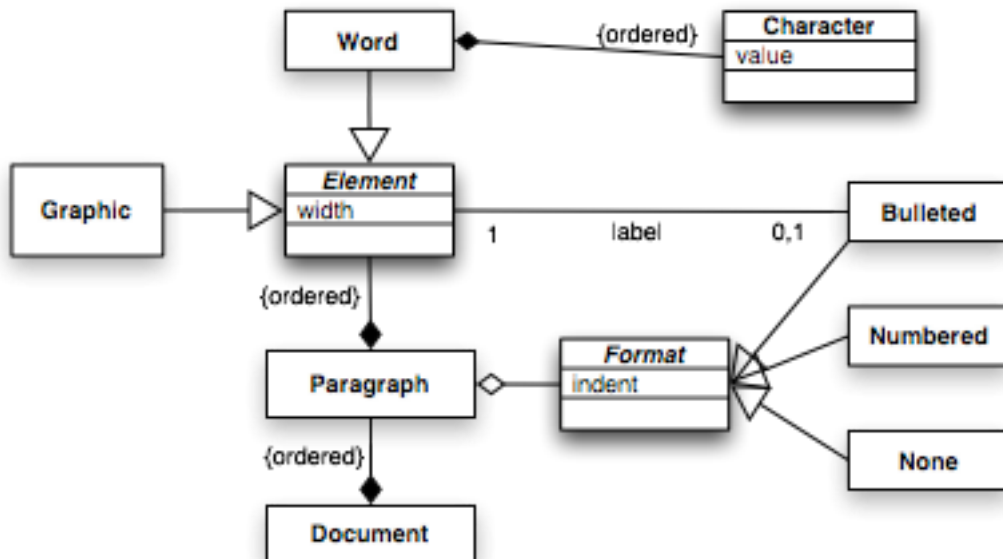 Word
{ordered}
Character
value
Graphic
Element
width
1
label
0,1
Bulleted
{ordered}
Numbered
Paragraph
Format
indent
{ordered}
None
Document